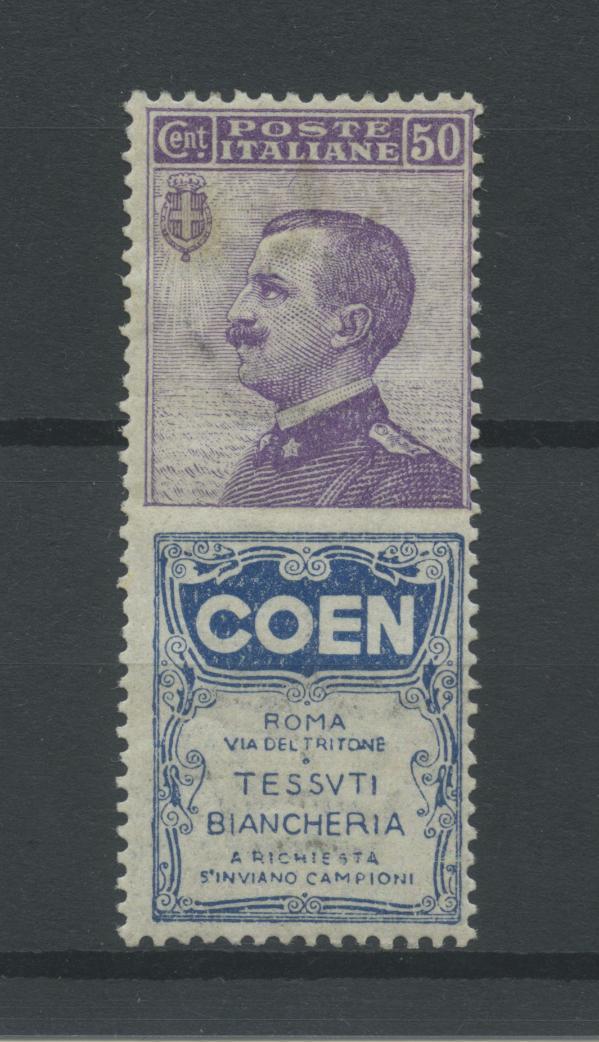 Cent. POSTE ITALIANE 50
COEN
ROMA
VIA DEL TRITONE
TESSVTI
BIANCHERIA
A RICHIESTA
S'INVIANO CAMPIONI